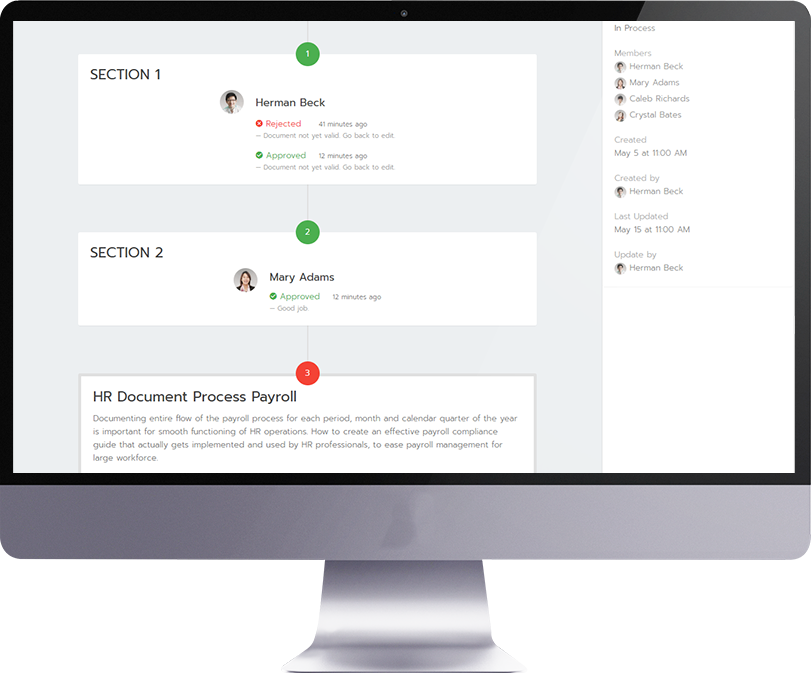 1
SECTION 1
Herman Beck
Rejected 41 minutes ago
— Document not yet valid. Go back to edit.
Approved 12 minutes ago
— Document not yet valid. Go back to edit.
2
SECTION 2
Mary Adams
Approved 12 minutes ago
— Good job
3
HR Document Process Payroll
Documenting entire flow of the payroll process for each period, month and calendar quarter of the year
is important for smooth functioning of HR operations. How to create an effective payroll compliance
guide that actually gets implemented and used by HR professionals, to ease payroll management for
large workforce.
In Process
Members
Herman Beck
Mary Adams
Caleb Richards
Crystal Bates
Created
May 5 at 11:00 AM
Created by
Herman Beck
Last Updated
May 15 at 11:00 AM
Update by
Herman Beck